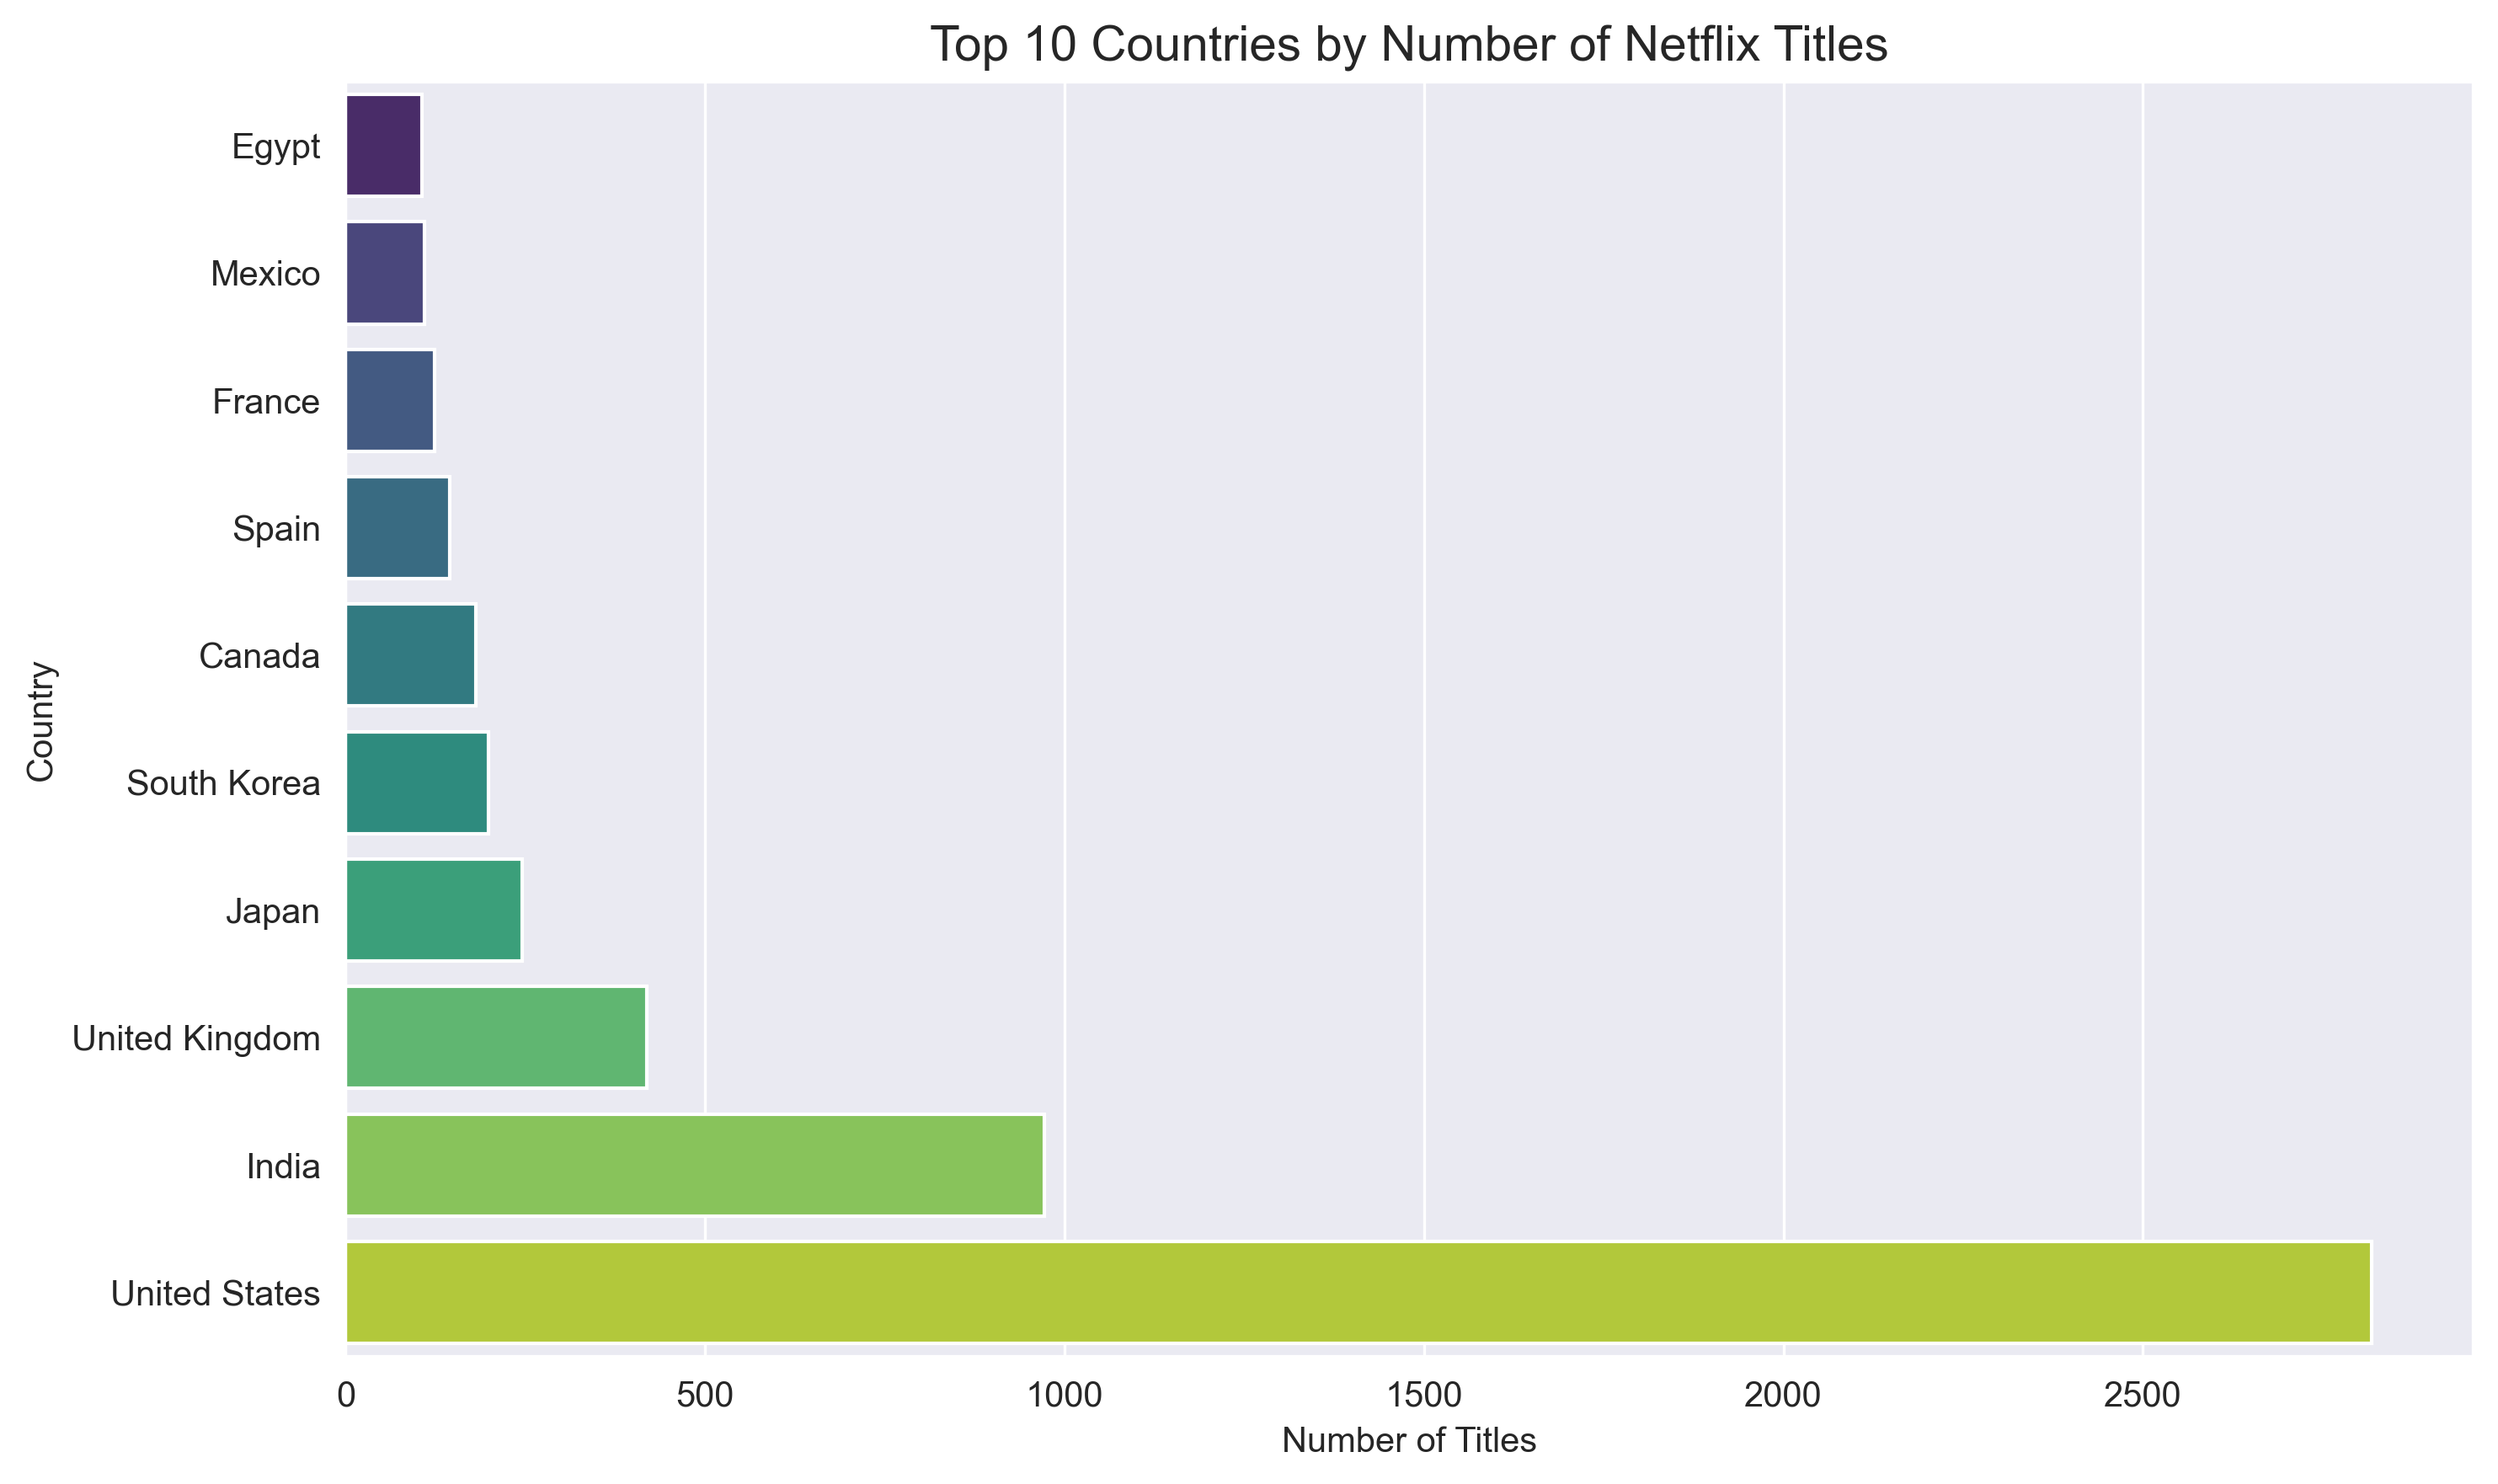 Top 10 Countries by Number of Netflix Titles
Country
Egypt
Mexico
France
Spain
Canada
South Korea
Japan
United Kingdom
India
United States
0 500 1000 1500 2000 2500
Number of Titles